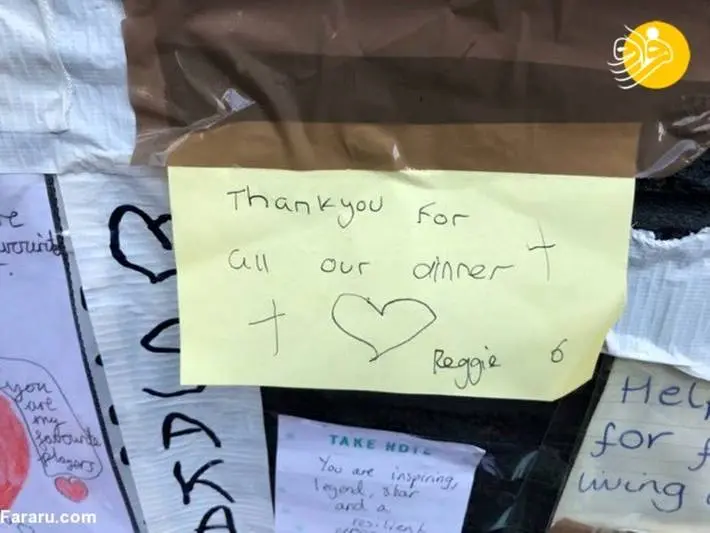 Thankyou For
all our dinner
Reggie 6
you
are
my
favourite
players
TAKE NOTE
You are inspiring,
legend, star
and a
resilient
Help
for f
living
Fararu.com